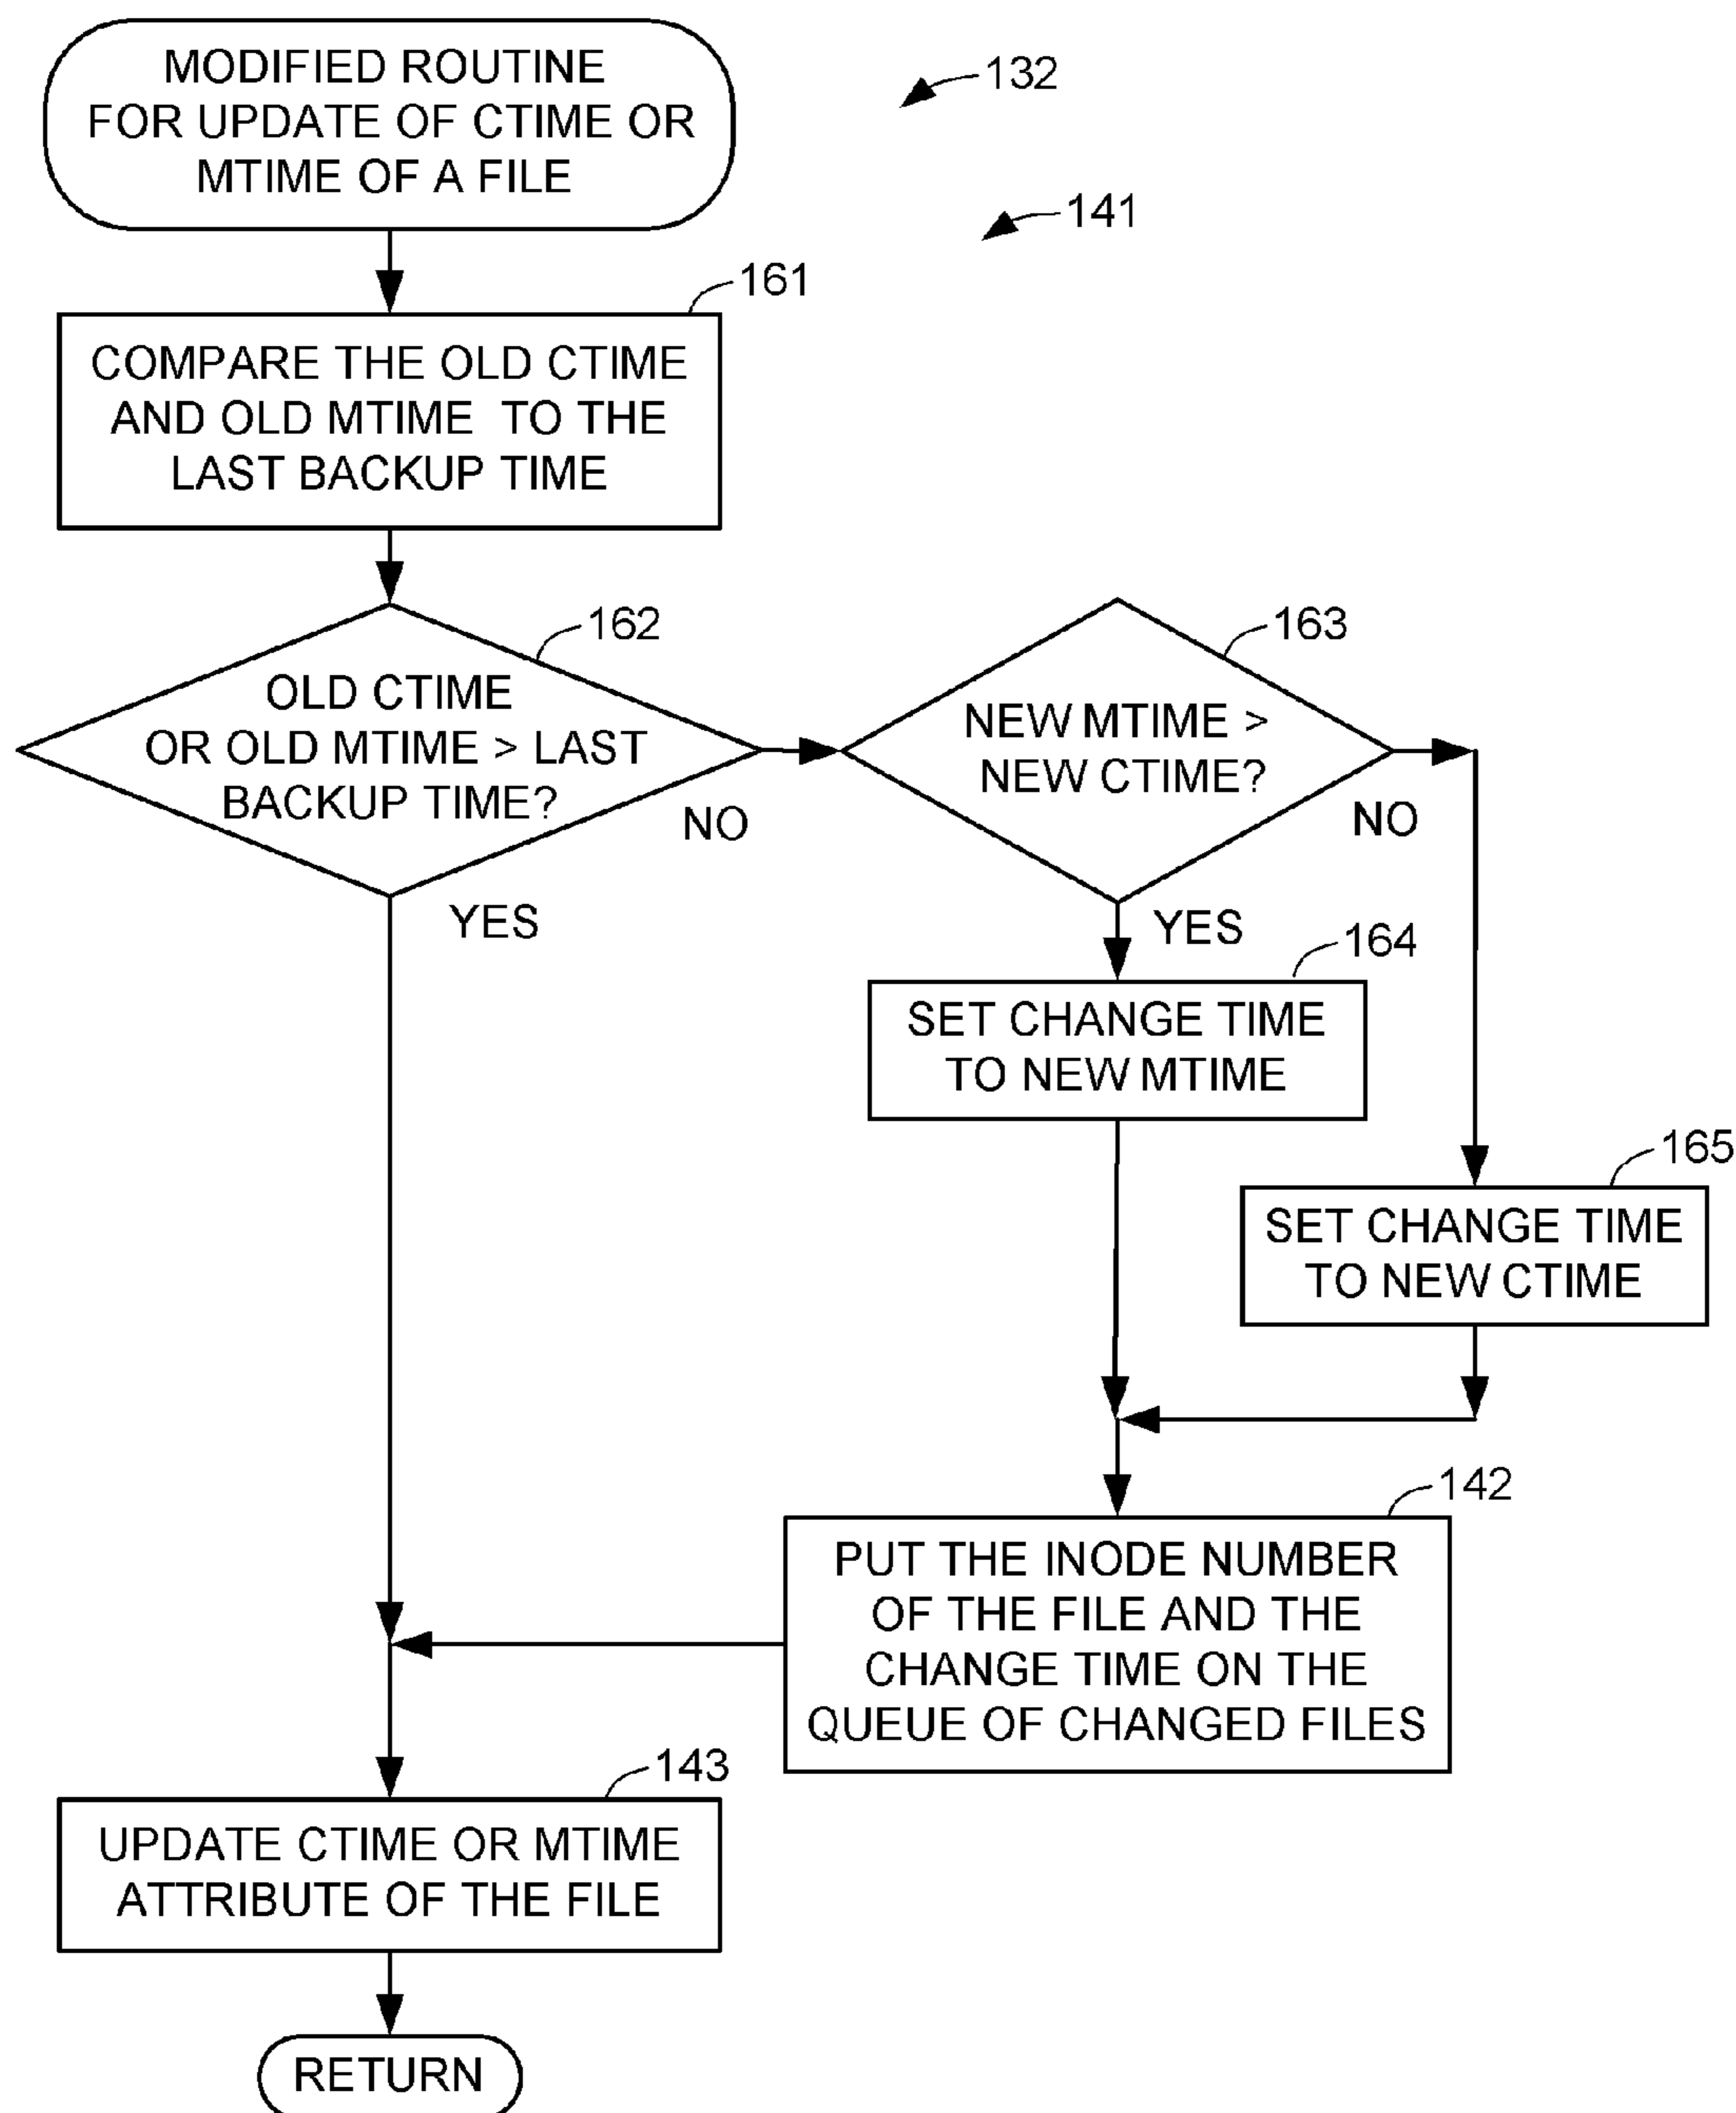 MODIFIED ROUTINE
FOR UPDATE OF CTIME OR
MTIME OF A FILE
132
141
161
COMPARE THE OLD CTIME
AND OLD MTIME TO THE
LAST BACKUP TIME
162
OLD CTIME
OR OLD MTIME > LAST
BACKUP TIME?
NO
YES
163
NEW MTIME >
NEW CTIME?
NO
YES
164
SET CHANGE TIME
TO NEW MTIME
165
SET CHANGE TIME
TO NEW CTIME
142
PUT THE INODE NUMBER
OF THE FILE AND THE
CHANGE TIME ON THE
QUEUE OF CHANGED FILES
143
UPDATE CTIME OR MTIME
ATTRIBUTE OF THE FILE
RETURN